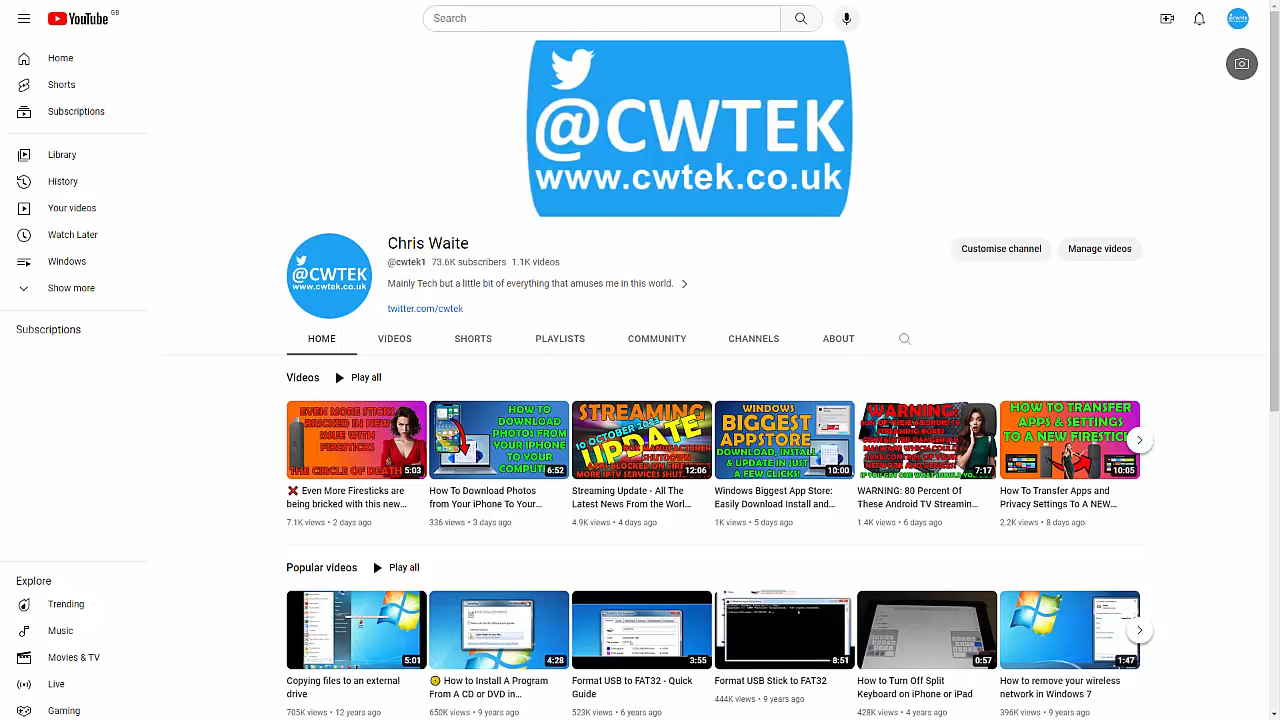 YouTube GB
Search
@cwtek
Home
Shorts
Subscriptions
Library
History
Your videos
Watch Later
Windows
Show more
Subscriptions
Explore
Trending
Music
Movies & TV
Live
Gaming
@CWTEK
www.cwtek.co.uk
@CWTEK
www.cwtek.co.uk
Chris Waite
@cwtek1 73.6K subscribers 1.1K videos
Mainly Tech but a little bit of everything that amuses me in this world.
twitter.com/cwtek
Customise channel
Manage videos
HOME
VIDEOS
SHORTS
PLAYLISTS
COMMUNITY
CHANNELS
ABOUT
Videos
Play all
EVEN MORE STICKS
BRICKED IN NEW
ISSUE WITH
FIRESTICKS
THE CIRCLE OF DEATH
5:03
❌ Even More Firesticks are
being bricked with this new...
7.1K views • 2 days ago
HOW TO
DOWNLOAD
PHOTOS FROM
YOUR IPHONE
TO YOUR
COMPUTER
6:52
How To Download Photos
from Your iPhone To Your...
336 views • 3 days ago
STREAMING
10 OCTOBER 2023
UPDATE
12:06
Streaming Update - All The
Latest News From the Worl...
4.9K views • 4 days ago
WINDOWS
BIGGEST
APPSTORE
DOWNLOAD, INSTALL
& UPDATE IN JUST
A FEW CLICKS!
10:00
Windows Biggest App Store:
Easily Download Install and...
1K views • 5 days ago
WARNING:
7:17
WARNING: 80 Percent Of
These Android TV Streamin...
1.4K views • 6 days ago
HOW TO TRANSFER
APPS & SETTINGS
TO A NEW FIRESTICK
10:05
How To Transfer Apps and
Privacy Settings To A NEW...
2.2K views • 8 days ago
Popular videos
Play all
5:01
Copying files to an external
drive
705K views • 12 years ago
4:28
How to Install A Program
From A CD or DVD in...
650K views • 9 years ago
3:55
Format USB to FAT32 - Quick
Guide
523K views • 6 years ago
8:51
Format USB Stick to FAT32
444K views • 9 years ago
0:57
How to Turn Off Split
Keyboard on iPhone or iPad
428K views • 4 years ago
1:47
How to remove your wireless
network in Windows 7
396K views • 9 years ago